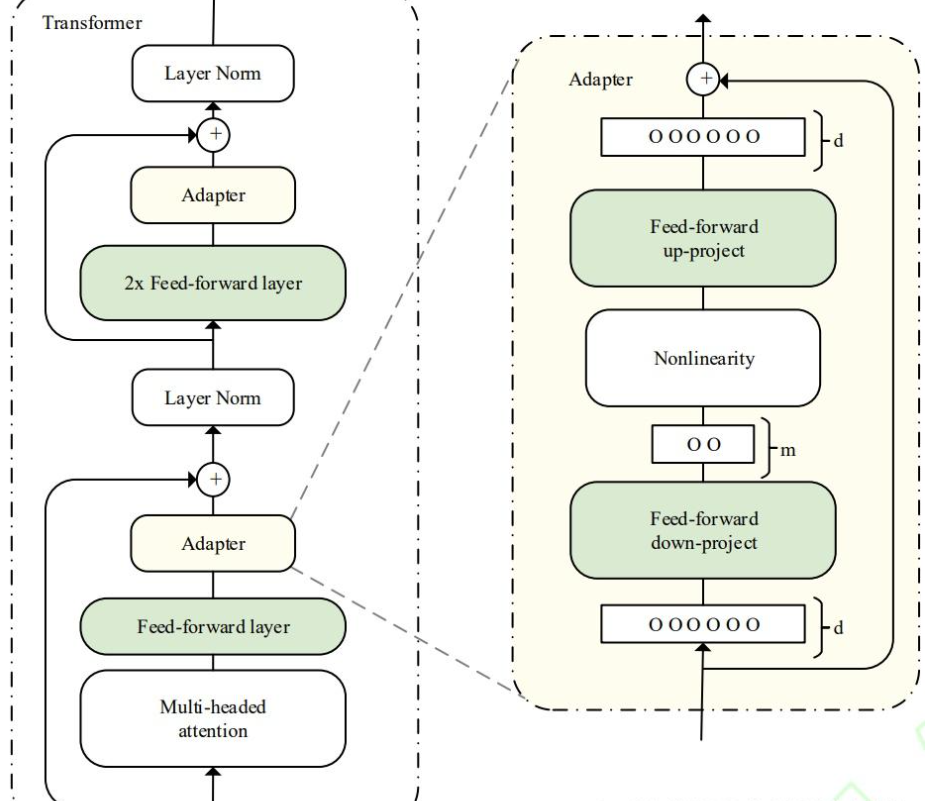 Transformer
Layer Norm
+
Adapter
2x Feed-forward layer
Layer Norm
+
Adapter
Feed-forward layer
Multi-headed
attention
Adapter
+
O O O O O O
d
Feed-forward
up-project
Nonlinearity
O O
m
Feed-forward
down-project
O O O O O O
d